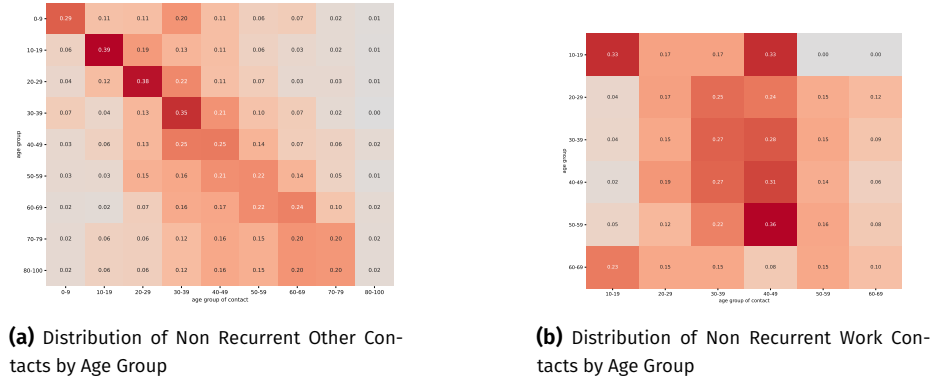 0-9 0.29 0.11 0.11 0.20 0.11 0.06 0.07 0.02 0.01
10-19 0.06 0.39 0.19 0.13 0.11 0.06 0.03 0.02 0.01
20-29 0.04 0.12 0.38 0.22 0.11 0.07 0.03 0.03 0.01
30-39 0.07 0.04 0.13 0.35 0.21 0.10 0.07 0.02 0.00
40-49 0.03 0.06 0.13 0.25 0.25 0.14 0.07 0.06 0.02
50-59 0.03 0.03 0.15 0.16 0.21 0.22 0.14 0.05 0.01
60-69 0.02 0.02 0.07 0.16 0.17 0.22 0.24 0.10 0.02
70-79 0.02 0.06 0.06 0.12 0.16 0.15 0.20 0.20 0.02
80-100 0.02 0.06 0.06 0.12 0.16 0.15 0.20 0.20 0.02
0-9 10-19 20-29 30-39 40-49 50-59 60-69 70-79 80-100
age group of contact
age group
(a) Distribution of Non Recurrent Other Con-
tacts by Age Group
10-19 0.33 0.17 0.17 0.33 0.00 0.00
20-29 0.04 0.17 0.25 0.24 0.15 0.12
30-39 0.04 0.15 0.27 0.28 0.15 0.09
40-49 0.02 0.19 0.27 0.31 0.14 0.06
50-59 0.05 0.12 0.22 0.36 0.16 0.08
60-69 0.23 0.15 0.15 0.08 0.15 0.10
10-19 20-29 30-39 40-49 50-59 60-69
age group of contact
age group
(b) Distribution of Non Recurrent Work Con-
tacts by Age Group